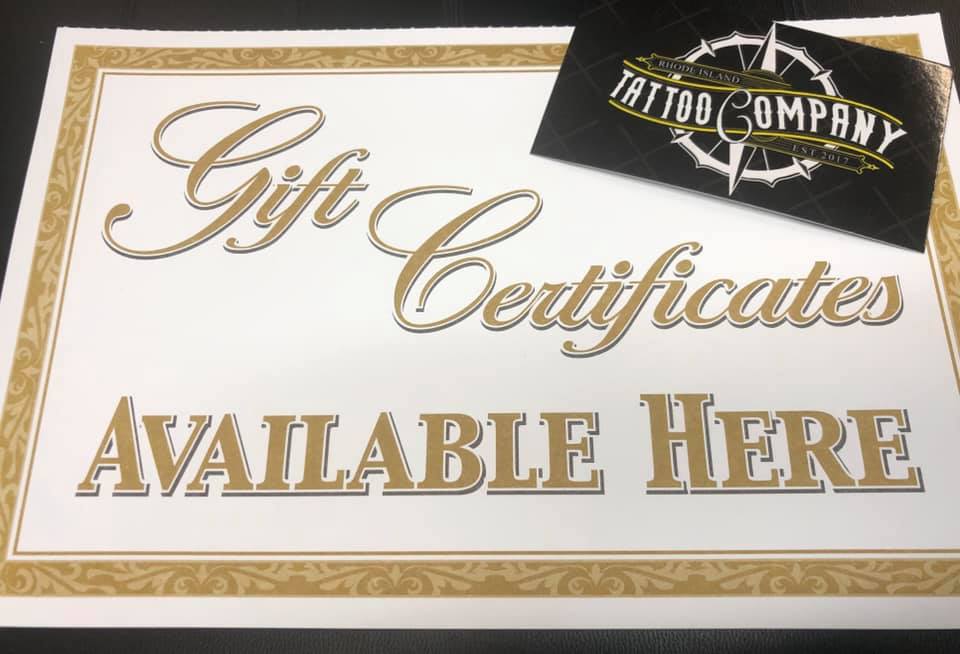 RHODE ISLAND
TATTOO COMPANY
EST. 2017
Gift
Certificates
AVAILABLE HERE